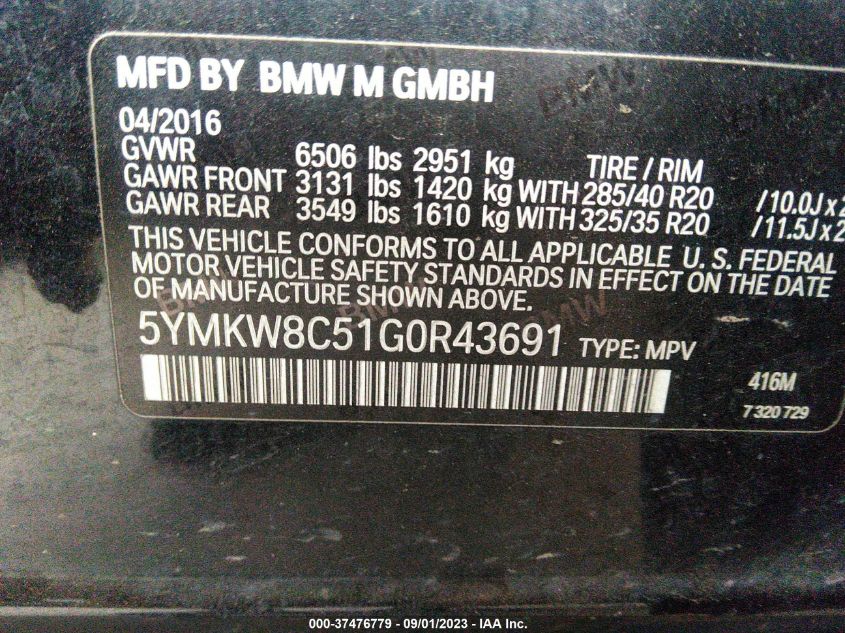 MFD BY BMW M GMBH
04/2016
GVWR 6506 lbs 2951 kg TIRE / RIM
GAWR FRONT 3131 lbs 1420 kg WITH 285/40 R20 /10.0J x 2
GAWR REAR 3549 lbs 1610 kg WITH 325/35 R20 /11.5J x 2
THIS VEHICLE CONFORMS TO ALL APPLICABLE U. S. FEDERAL
MOTOR VEHICLE SAFETY STANDARDS IN EFFECT ON THE DATE
OF MANUFACTURE SHOWN ABOVE.
5YMKW8C51G0R43691 TYPE: MPV
416M
7 320 729
000-37476779 - 09/01/2023 - IAA Inc.